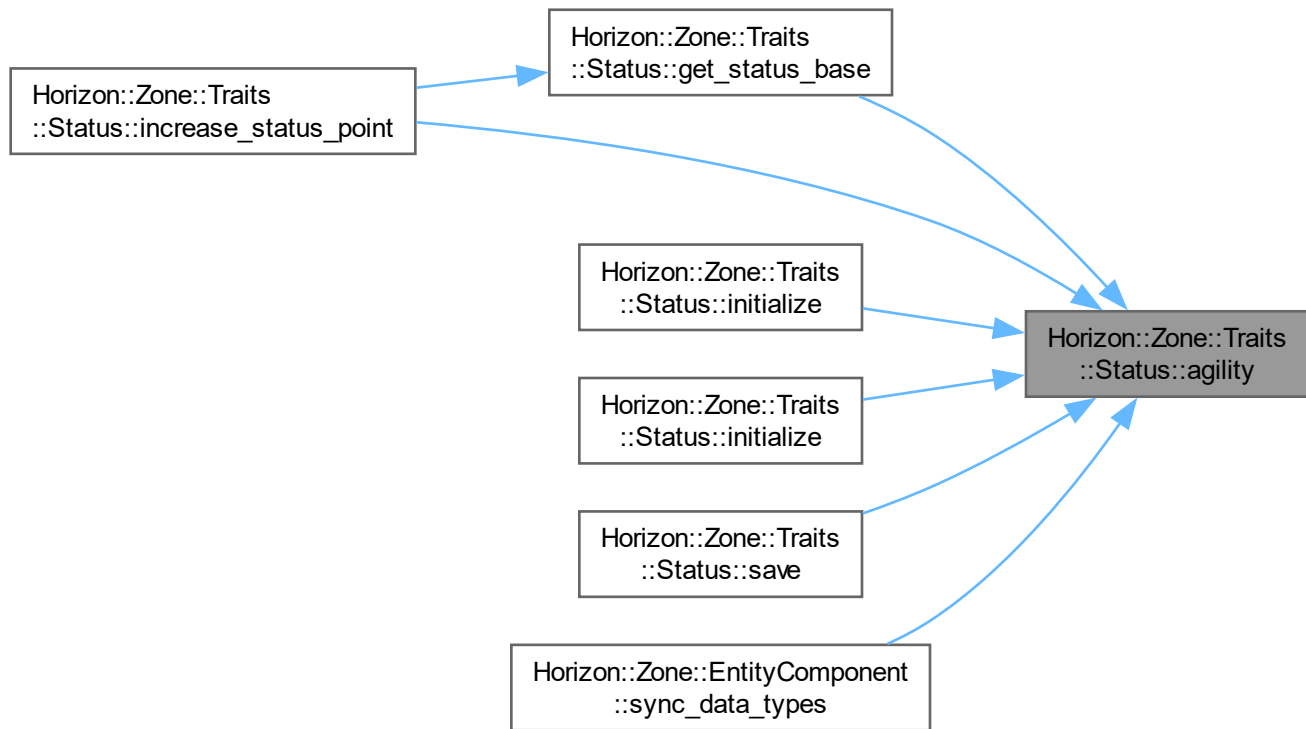 Horizon::Zone::Traits
::Status::get_status_base
Horizon::Zone::Traits
::Status::increase_status_point
Horizon::Zone::Traits
::Status::initialize
Horizon::Zone::Traits
::Status::agility
Horizon::Zone::Traits
::Status::initialize
Horizon::Zone::Traits
::Status::save
Horizon::Zone::EntityComponent
::sync_data_types